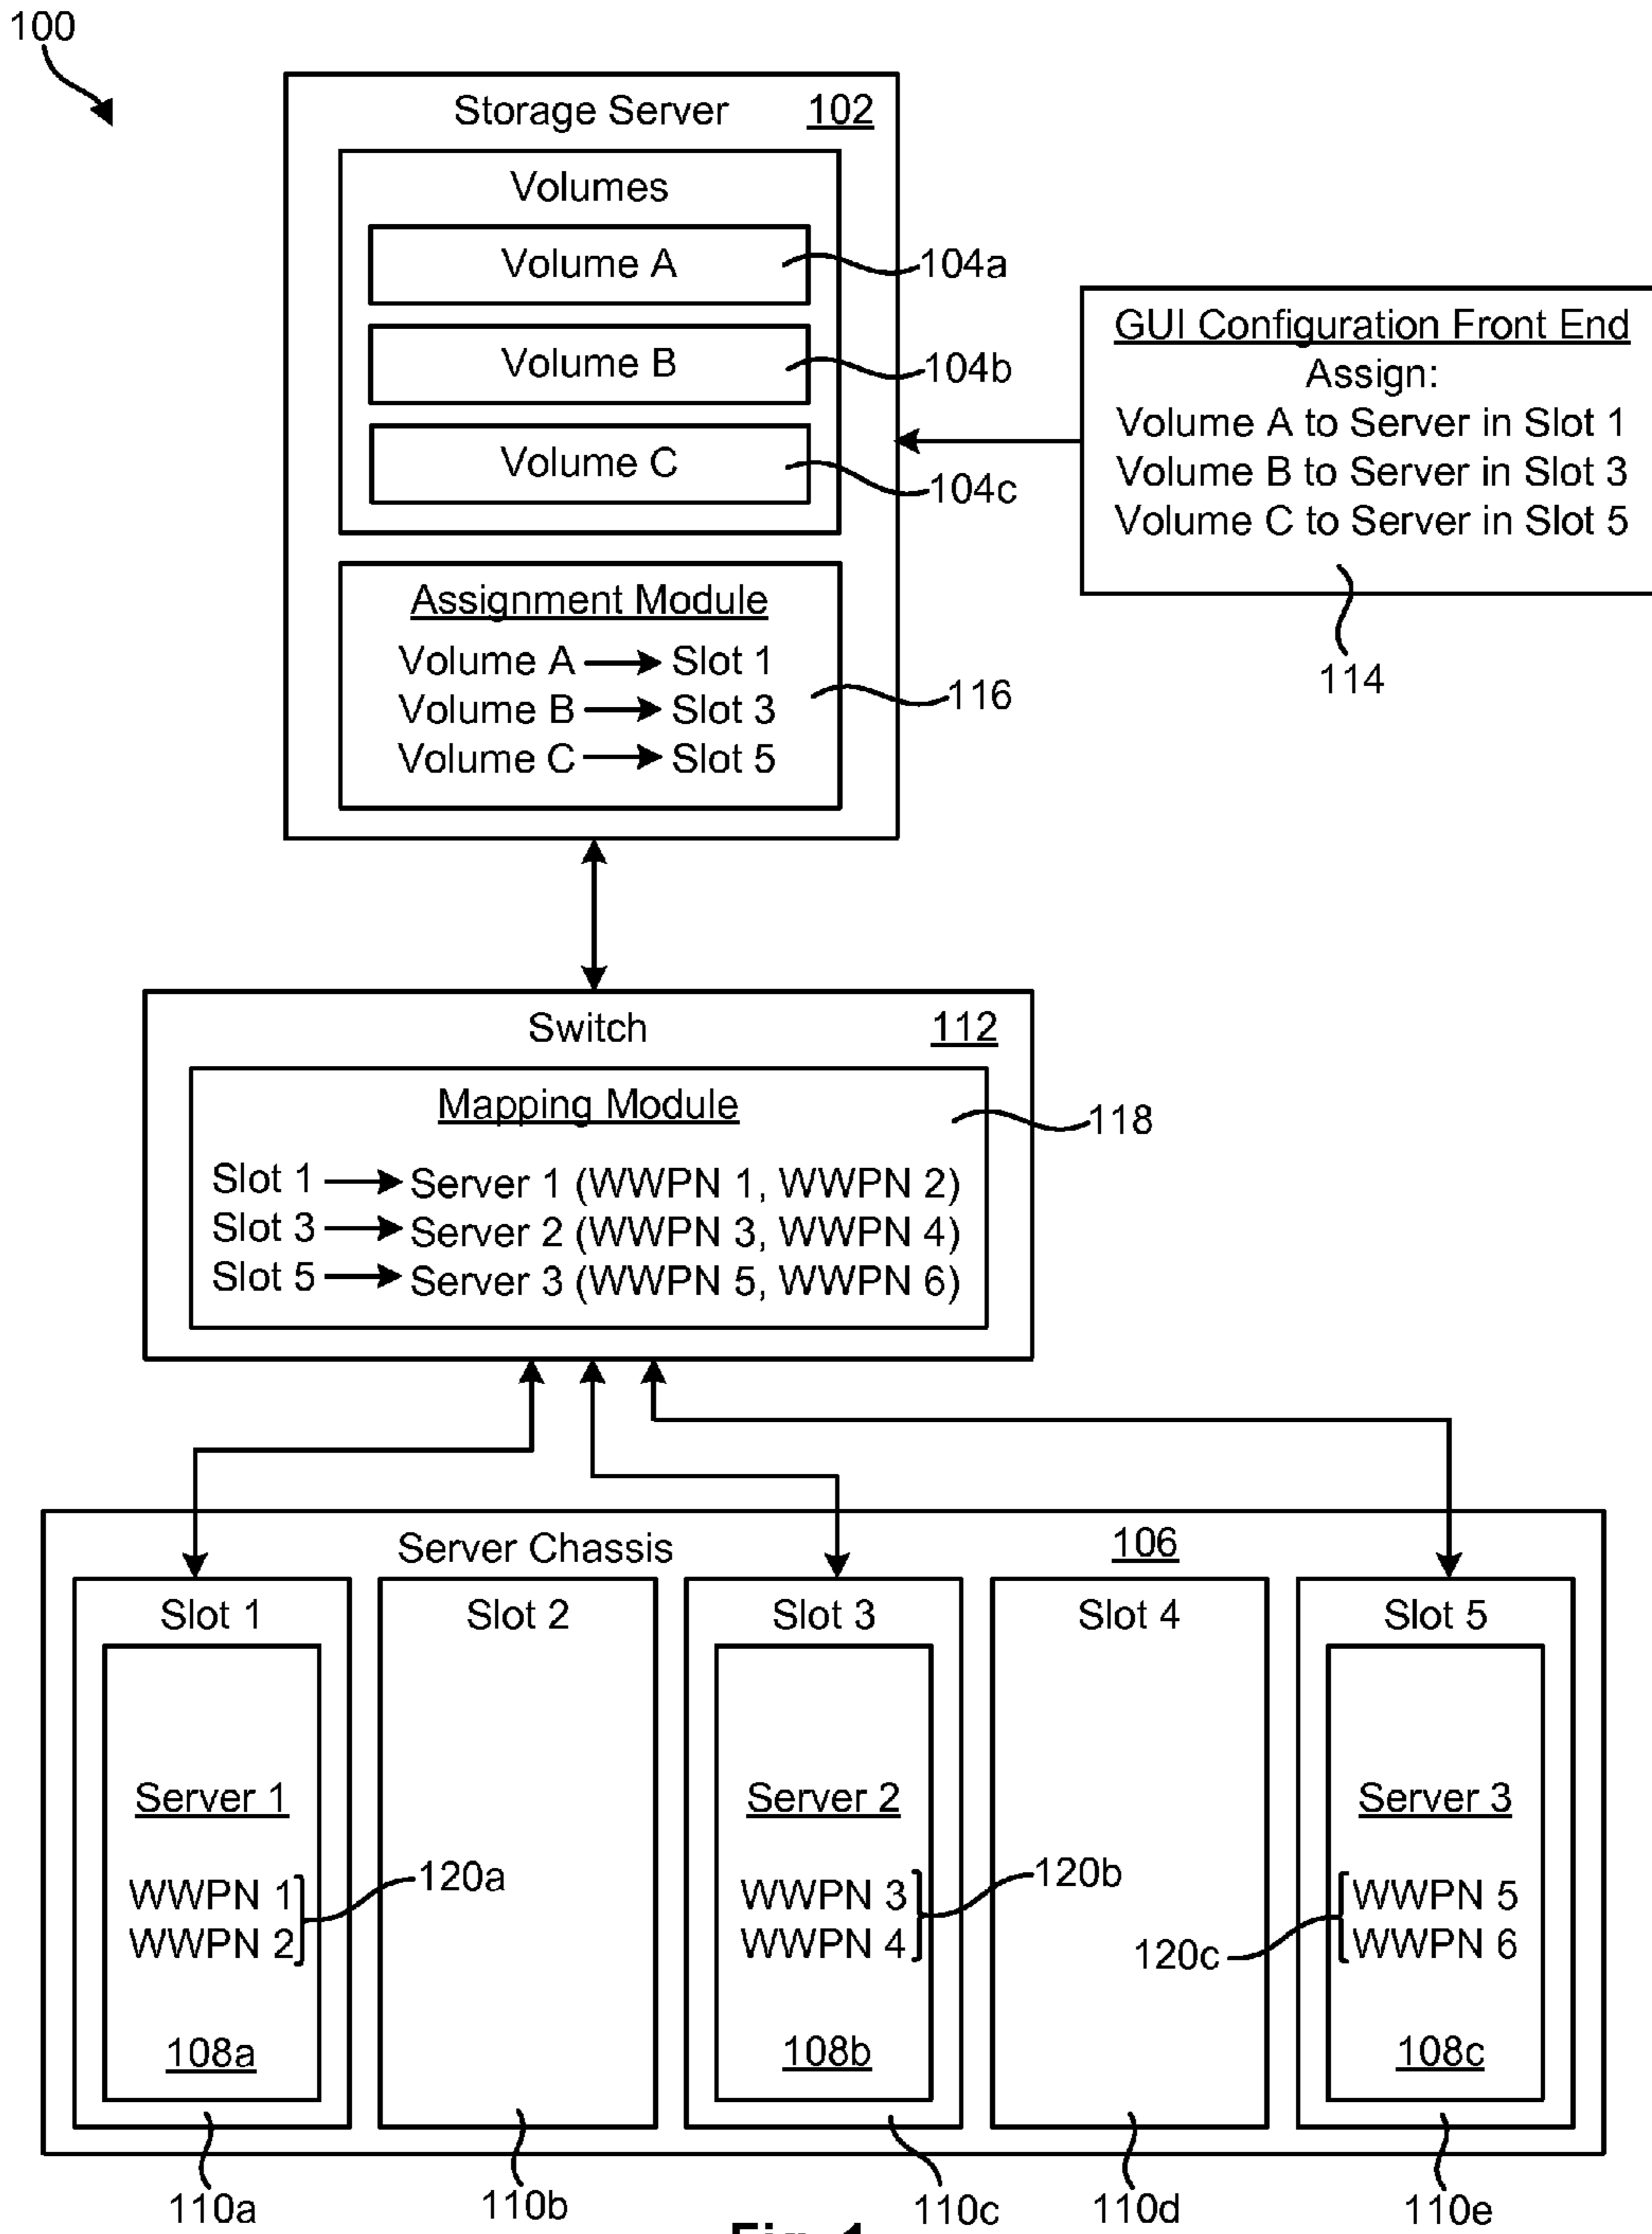 100
Storage Server 102
Volumes
Volume A
104a
Volume B
104b
Volume C
104c
GUI Configuration Front End
Assign:
Volume A to Server in Slot 1
Volume B to Server in Slot 3
Volume C to Server in Slot 5
114
Assignment Module
Volume A Slot 1
Volume B Slot 3
Volume C Slot 5
116
Switch 112
Mapping Module
118
Slot 1 Server 1 (WWPN 1, WWPN 2)
Slot 3 Server 2 (WWPN 3, WWPN 4)
Slot 5 Server 3 (WWPN 5, WWPN 6)
Server Chassis 106
Slot 1
Slot 2
Slot 3
Slot 4
Slot 5
Server 1
WWPN 1
WWPN 2
120a
108a
Server 2
WWPN 3
WWPN 4
120b
108b
Server 3
WWPN 5
WWPN 6
120c
108c
110a
110b
110c
110d
110e
Fig. 1